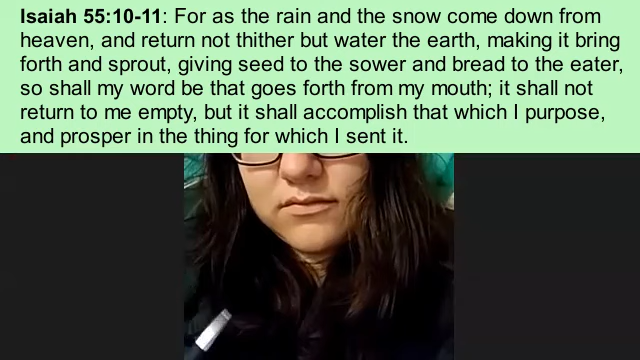 Isaiah 55:10-11: For as the rain and the snow come down from
heaven, and return not thither but water the earth, making it bring
forth and sprout, giving seed to the sower and bread to the eater,
so shall my word be that goes forth from my mouth; it shall not
return to me empty, but it shall accomplish that which I purpose,
and prosper in the thing for which I sent it.